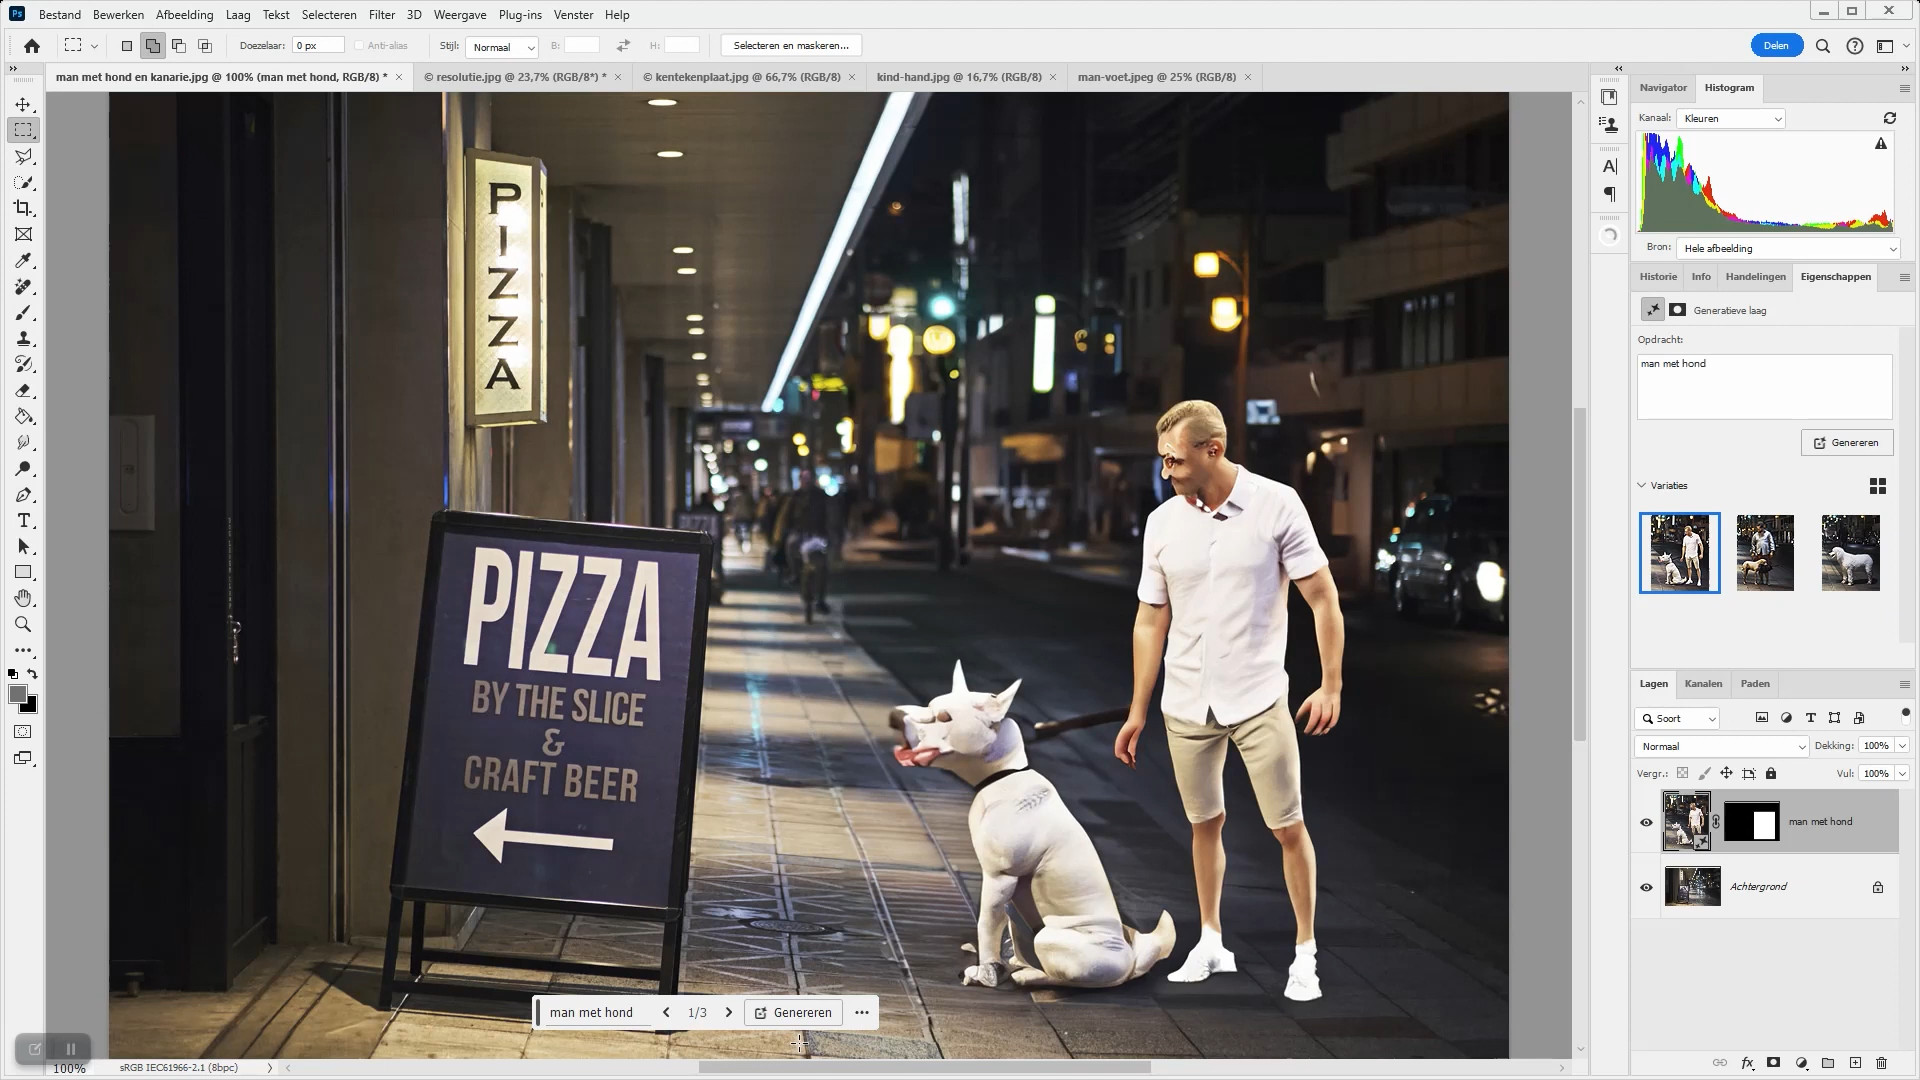 Ps Bestand Bewerken Afbeelding Laag Tekst Selecteren Filter 3D Weergave Plug-ins Venster Help
Doezelaar: 0 px Anti-alias Stijl: Normaal B: H: Selecteren en maskeren... Delen
man met hond en kanarie.jpg @ 100% (man met hond, RGB/8) *
© resolutie.jpg @ 23,7% (RGB/8*) *
© kentekenplaat.jpg @ 66,7% (RGB/8)
kind-hand.jpg @ 16,7% (RGB/8)
man-voet.jpeg @ 25% (RGB/8)
PIZZA
PIZZA
BY THE SLICE
&
CRAFT BEER
man met hond 1/3 Genereren
100% sRGB IEC61966-2.1 (8bpc)
Navigator Histogram
Kanaal: Kleuren
Bron: Hele afbeelding
Historie Info Handelingen Eigenschappen
Generatieve laag
Opdracht:
man met hond
Genereren
Variaties
Lagen Kanalen Paden
Soort
Normaal Dekking: 100%
Vergr.: Vul: 100%
man met hond
Achtergrond